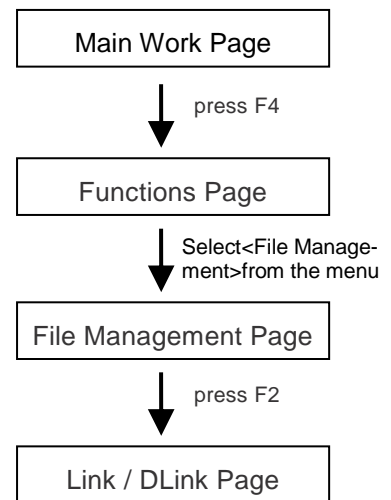 Main Work Page
press F4
Functions Page
Select<File Manage-
ment>from the menu
File Management Page
press F2
Link / DLink Page